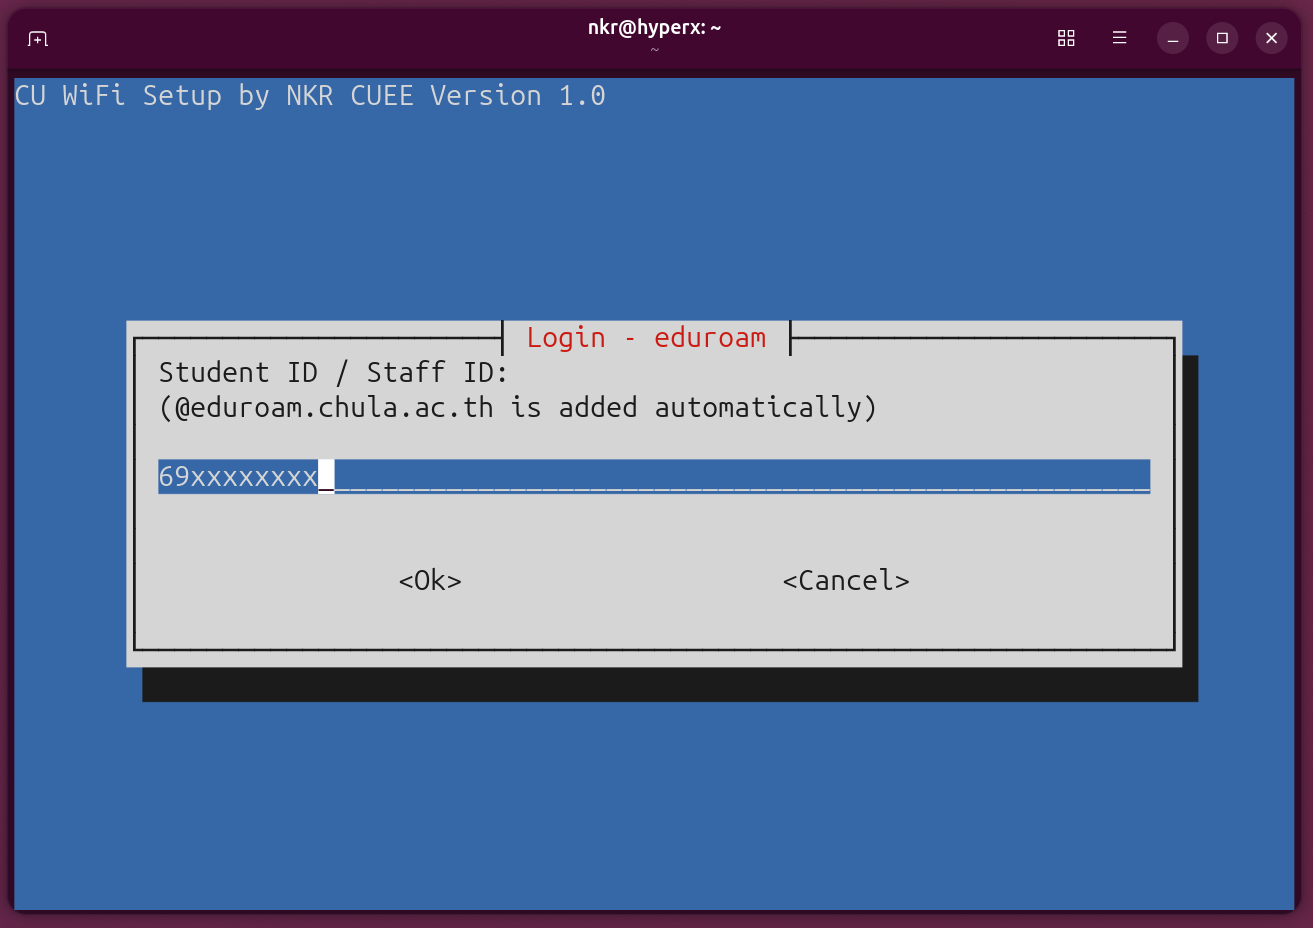 nkr@hyperx: ~
~
CU WiFi Setup by NKR CUEE Version 1.0
Login - eduroam
Student ID / Staff ID:
(@eduroam.chula.ac.th is added automatically)
69xxxxxxxx
<Ok> <Cancel>